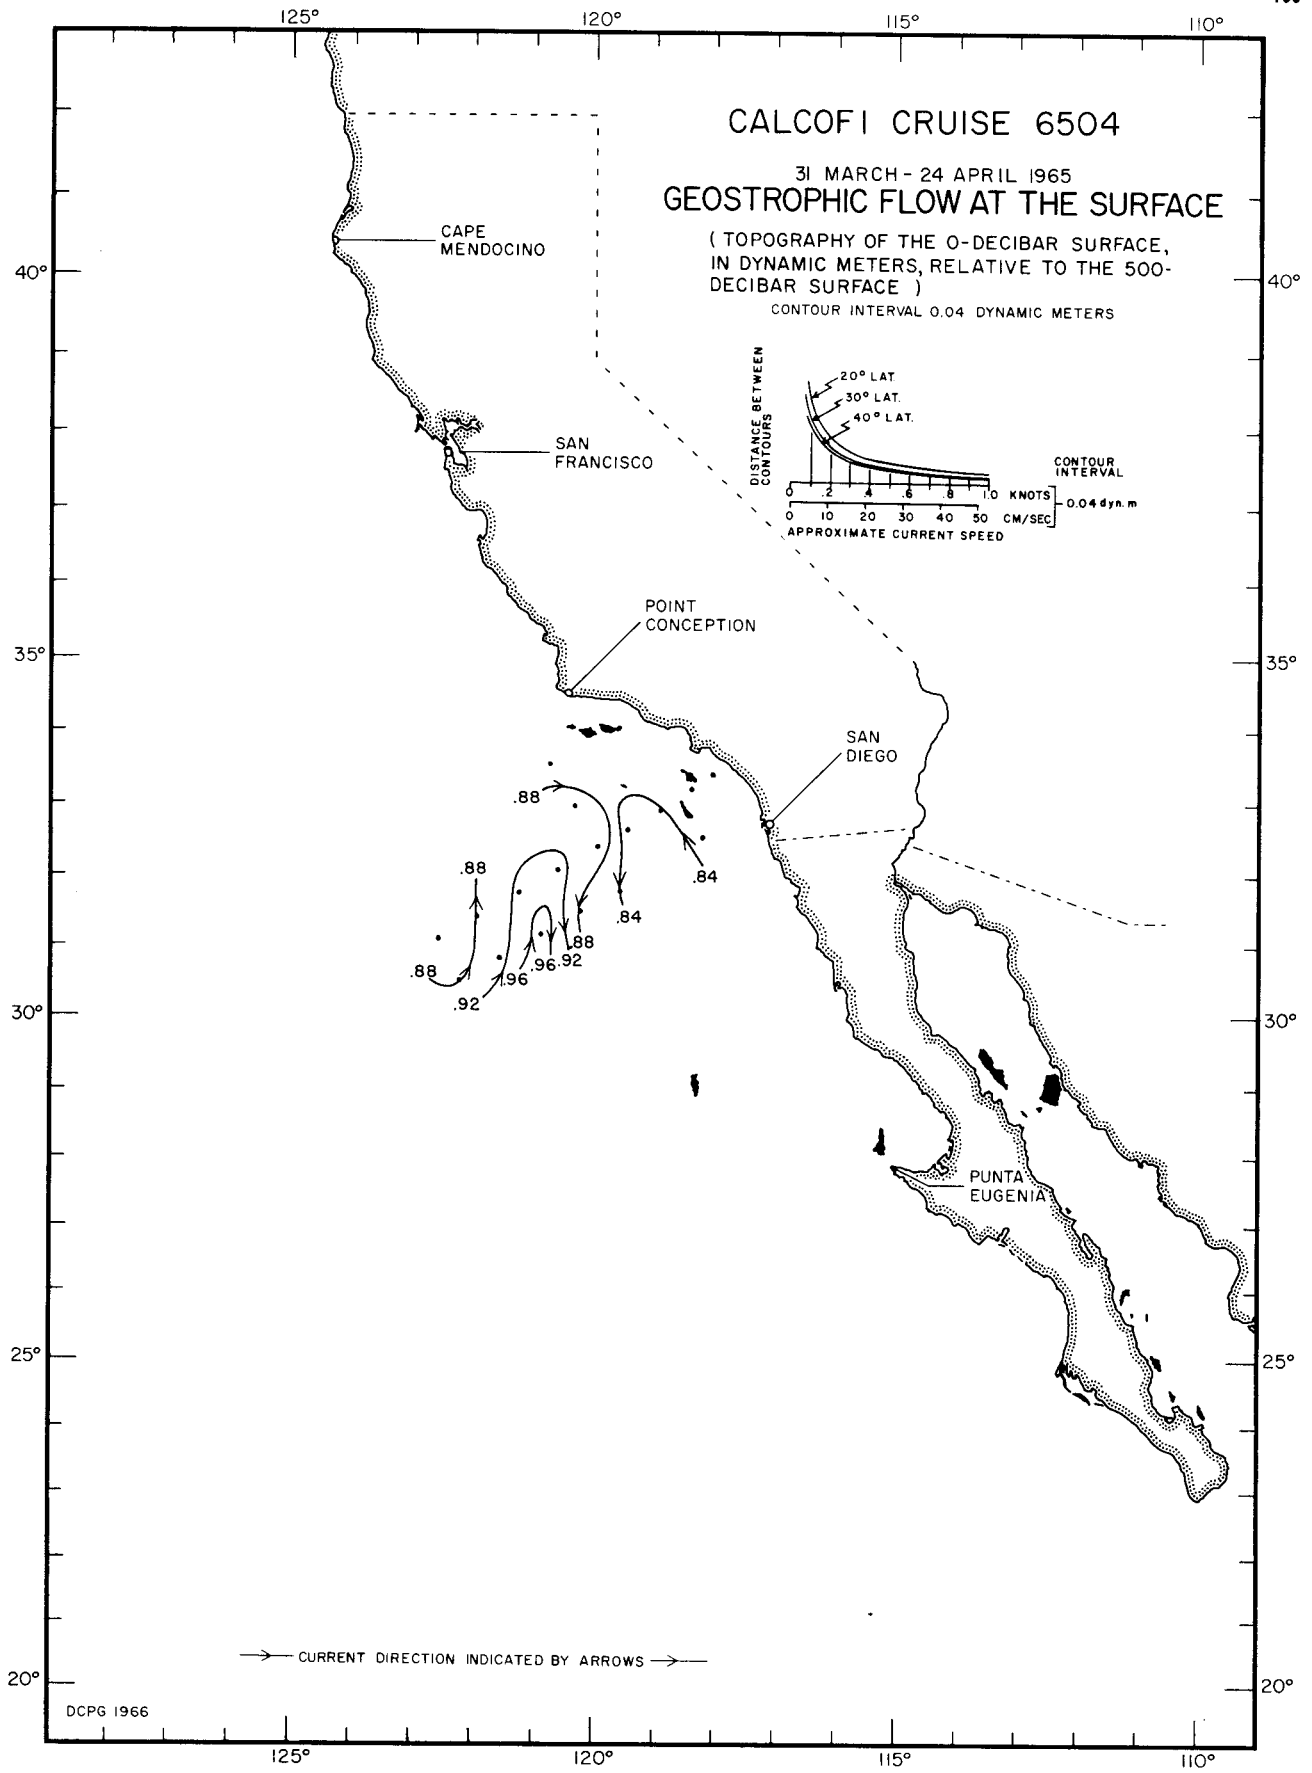 125°
120°
115°
110°
CALCOFI CRUISE 6504
31 MARCH - 24 APRIL 1965
GEOSTROPHIC FLOW AT THE SURFACE
( TOPOGRAPHY OF THE O-DECIBAR SURFACE,
IN DYNAMIC METERS, RELATIVE TO THE 500-
DECIBAR SURFACE )
CONTOUR INTERVAL 0.04 DYNAMIC METERS
CAPE
MENDOCINO
40°
40°
DISTANCE BETWEEN
CONTOURS
20° LAT.
30° LAT.
40° LAT.
CONTOUR
INTERVAL
0 .2 .4 .6 .8 1.0 KNOTS
0.04 dyn. m
0 10 20 30 40 50 CM/SEC
APPROXIMATE CURRENT SPEED
SAN
FRANCISCO
POINT
CONCEPTION
35°
35°
SAN
DIEGO
.88
.88
.84
.84
.88
.92
.96
.96
.88
.92
30°
30°
PUNTA
EUGENIA
25°
25°
CURRENT DIRECTION INDICATED BY ARROWS
20°
20°
DCPG 1966
125°
120°
115°
110°